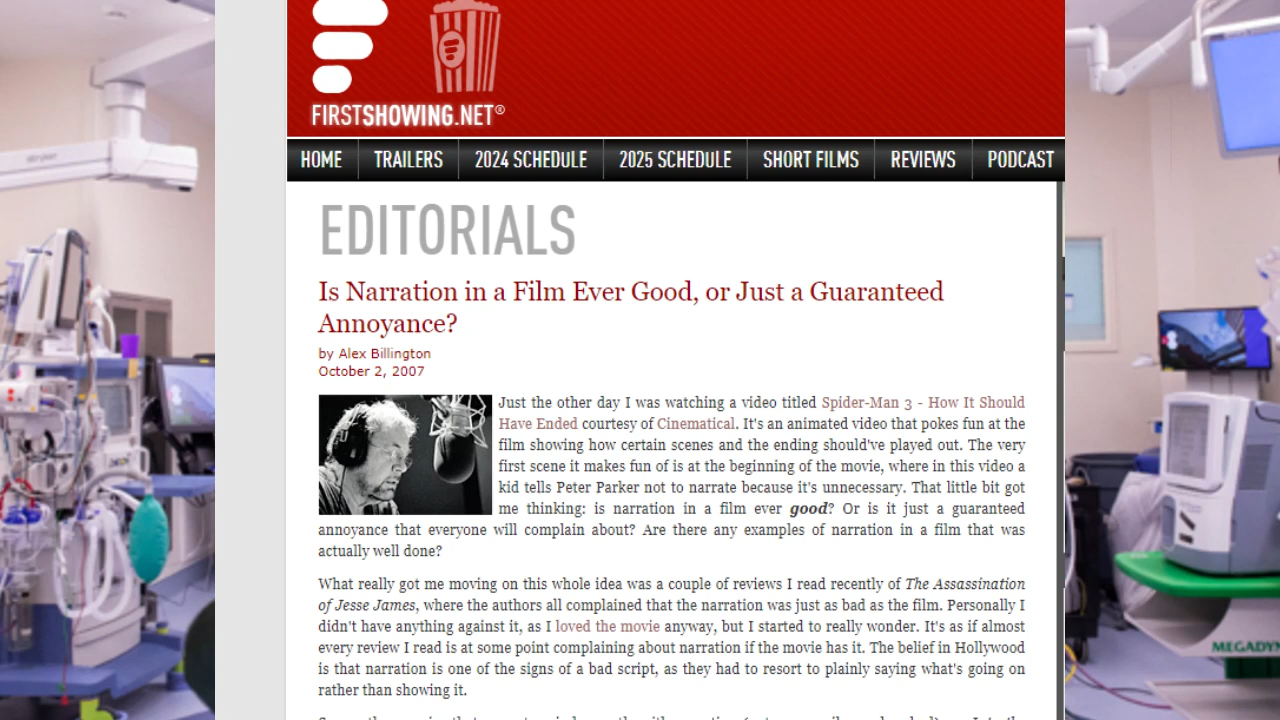 FIRSTSHOWING.NET®
HOME TRAILERS 2024 SCHEDULE 2025 SCHEDULE SHORT FILMS REVIEWS PODCAST
EDITORIALS
Is Narration in a Film Ever Good, or Just a Guaranteed
Annoyance?
by Alex Billington
October 2, 2007
Just the other day I was watching a video titled Spider-Man 3 - How It Should
Have Ended courtesy of Cinematical. It's an animated video that pokes fun at the
film showing how certain scenes and the ending should've played out. The very
first scene it makes fun of is at the beginning of the movie, where in this video a
kid tells Peter Parker not to narrate because it's unnecessary. That little bit got
me thinking: is narration in a film ever good? Or is it just a guaranteed
annoyance that everyone will complain about? Are there any examples of narration in a film that was
actually well done?
What really got me moving on this whole idea was a couple of reviews I read recently of The Assassination
of Jesse James, where the authors all complained that the narration was just as bad as the film. Personally I
didn't have anything against it, as I loved the movie anyway, but I started to really wonder. It's as if almost
every review I read is at some point complaining about narration if the movie has it. The belief in Hollywood
is that narration is one of the signs of a bad script, as they had to resort to plainly saying what's going on
rather than showing it.
MEGADYN